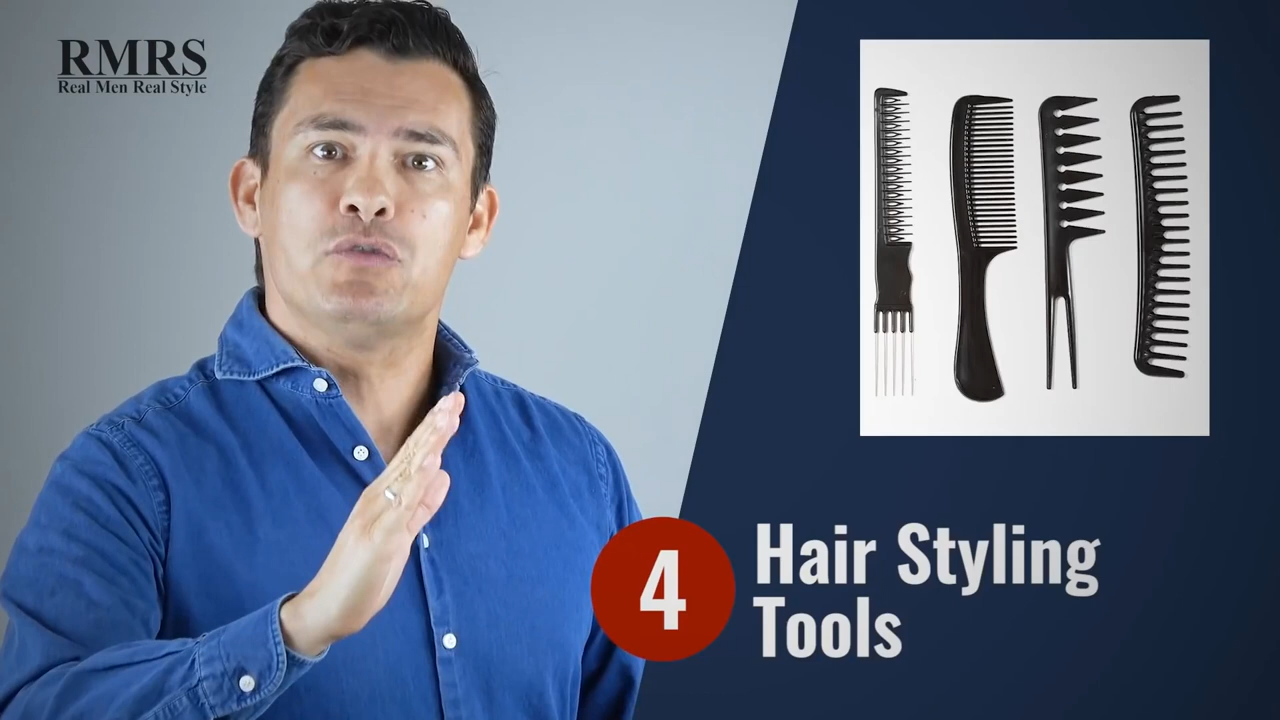 RMRS
Real Men Real Style
4
Hair Styling
Tools